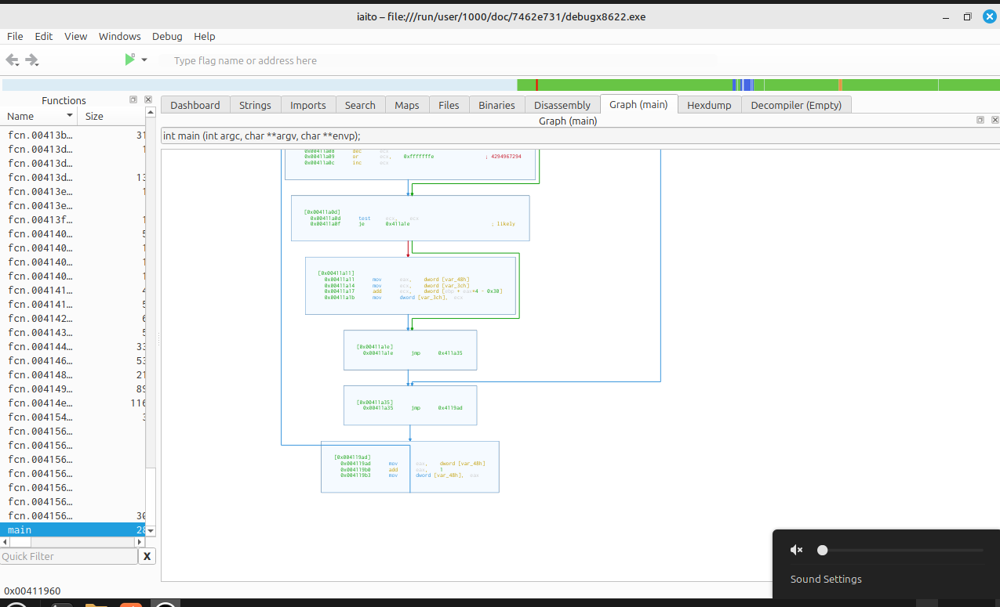 iaito – file:///run/user/1000/doc/7462e731/debugx8622.exe
File Edit View Windows Debug Help
Type flag name or address here
Functions
Name Size
fcn.00413b… 31
fcn.00413d… 1
fcn.00413d…
fcn.00413d… 13
fcn.00413e… 1
fcn.00413e…
fcn.00413f… 1
fcn.004140… 5
fcn.004140… 1
fcn.004140… 1
fcn.004140… 1
fcn.004141… 4
fcn.004141… 5
fcn.004142… 6
fcn.004143… 5
fcn.004144… 33
fcn.004146… 53
fcn.004148… 21
fcn.004149… 89
fcn.00414e… 116
fcn.004154… 3
fcn.004156…
fcn.004156…
fcn.004156…
fcn.004156…
fcn.004156…
fcn.004156…
fcn.004156… 30
main 28
Quick Filter X
0x00411960
Dashboard Strings Imports Search Maps Files Binaries Disassembly Graph (main) Hexdump Decompiler (Empty)
Graph (main)
int main (int argc, char **argv, char **envp);
0x00411a08 dec ecx
0x00411a09 or ecx, 0xfffffffe ; 4294967294
0x00411a0c inc ecx
[0x00411a0d]
0x00411a0d test ecx, ecx
0x00411a0f je 0x411a1e ; likely
[0x00411a11]
0x00411a11 mov eax, dword [var_48h]
0x00411a14 mov ecx, dword [var_3ch]
0x00411a17 add ecx, dword [ebp + eax*4 - 0x30]
0x00411a1b mov dword [var_3ch], ecx
[0x00411a1e]
0x00411a1e jmp 0x411a35
[0x00411a35]
0x00411a35 jmp 0x4119ad
[0x004119ad]
0x004119ad mov eax, dword [var_48h]
0x004119b0 add eax, 1
0x004119b3 mov dword [var_48h], eax
Sound Settings